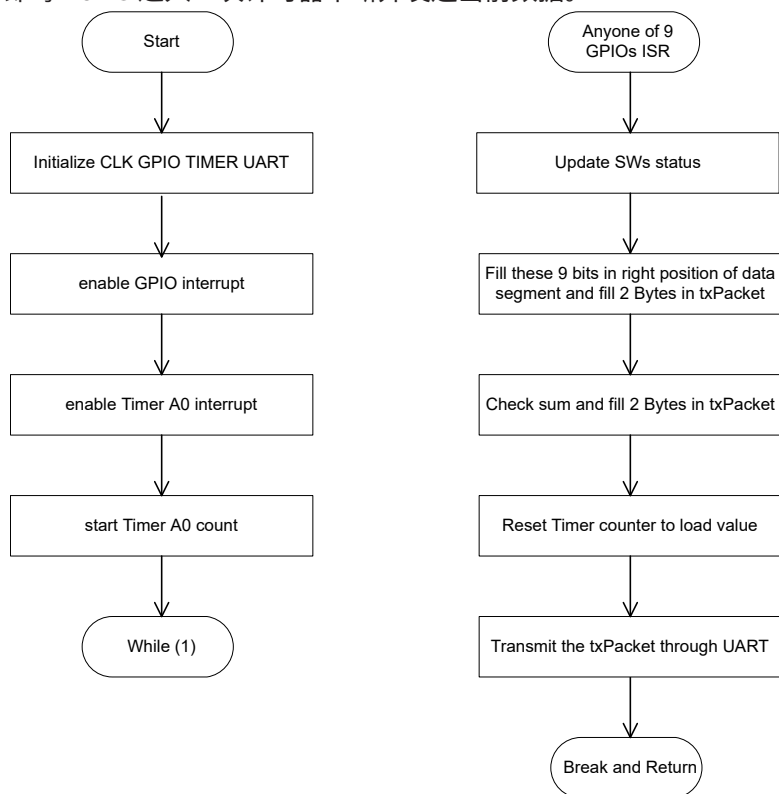 Start
Initialize CLK GPIO TIMER UART
enable GPIO interrupt
enable Timer A0 interrupt
start Timer A0 count
While (1)
Anyone of 9
GPIOs ISR
Update SWs status
Fill these 9 bits in right position of data
segment and fill 2 Bytes in txPacket
Check sum and fill 2 Bytes in txPacket
Reset Timer counter to load value
Transmit the txPacket through UART
Break and Return